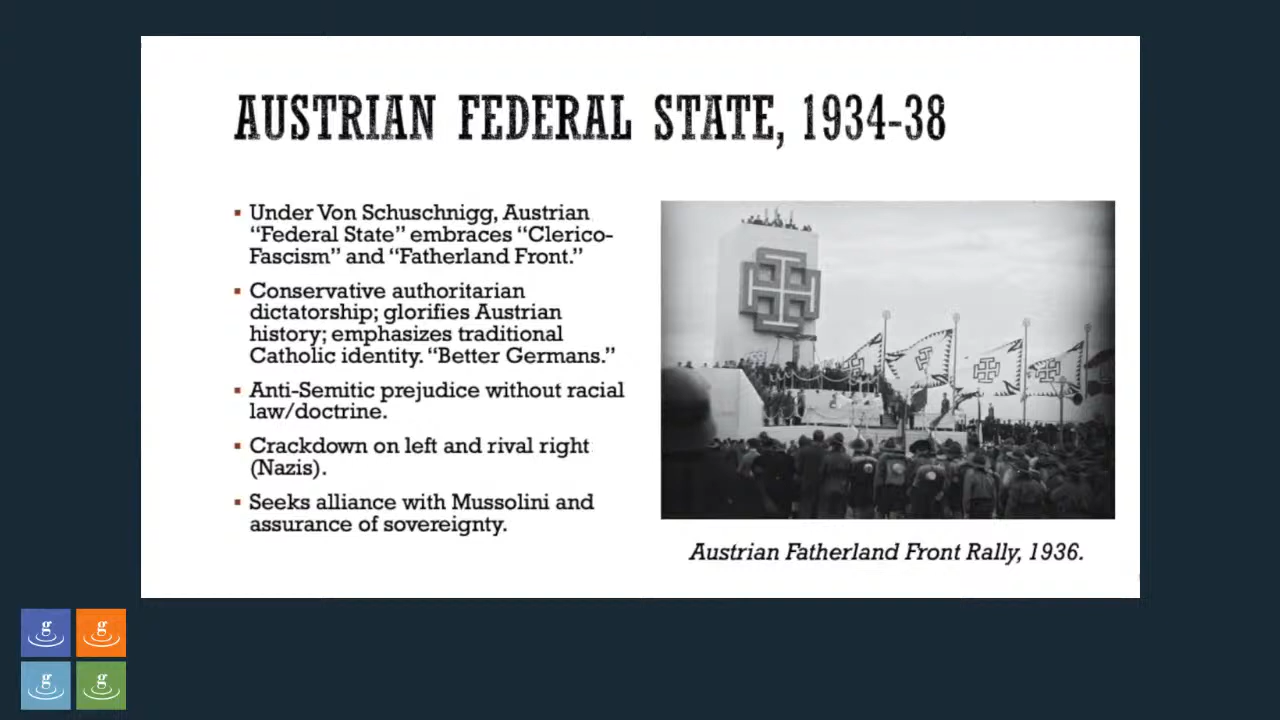 AUSTRIAN FEDERAL STATE, 1934-38
Under Von Schuschnigg, Austrian
“Federal State” embraces “Clerico-
Fascism” and “Fatherland Front.”
Conservative authoritarian
dictatorship; glorifies Austrian
history; emphasizes traditional
Catholic identity. “Better Germans.”
Anti-Semitic prejudice without racial
law/doctrine.
Crackdown on left and rival right
(Nazis).
Seeks alliance with Mussolini and
assurance of sovereignty.
Austrian Fatherland Front Rally, 1936.
g g
g g